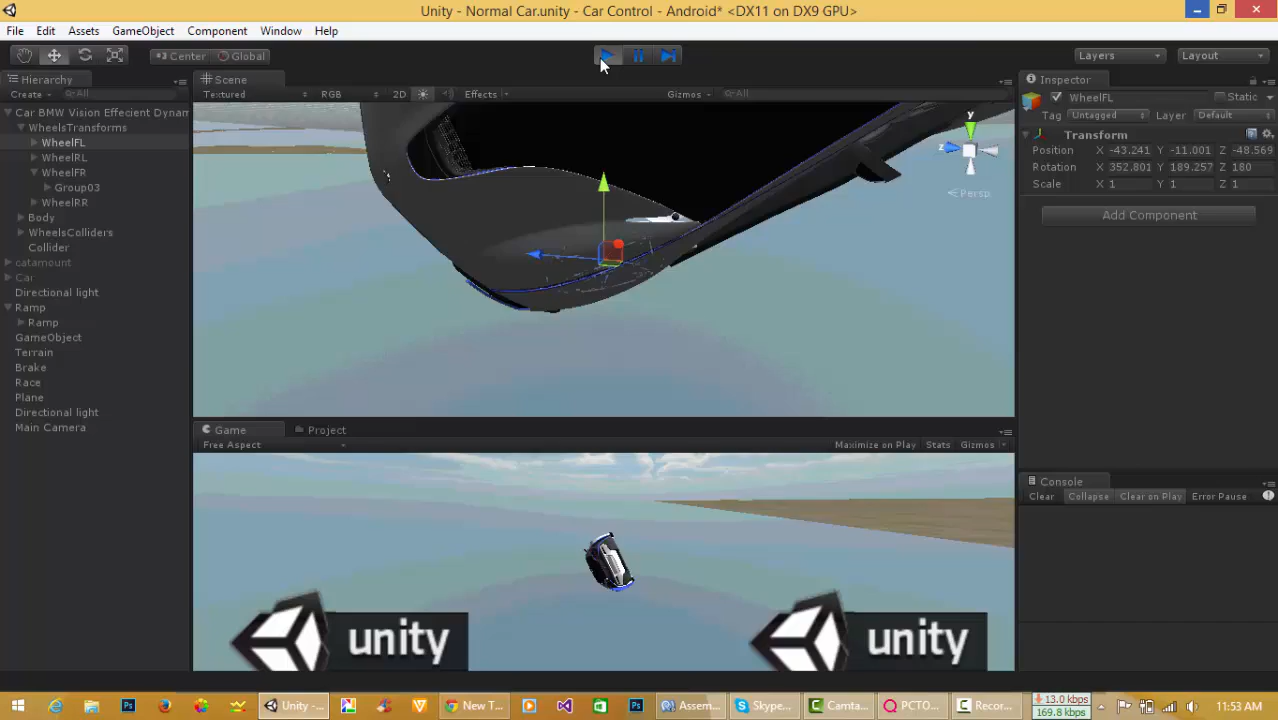 Unity - Normal Car.unity - Car Control - Android* <DX11 on DX9 GPU>
File Edit Assets GameObject Component Window Help
Center Global Layers Layout
Hierarchy Scene Inspector
Create All Textured RGB 2D Effects Gizmos All WheelFL Static
Car BMW Vision Effecient Dynam Tag Untagged Layer Default
WheelsTransforms Transform
WheelFL Position X -43.241 Y -11.001 Z -48.569
WheelRL Rotation X 352.801 Y 189.257 Z 180
WheelFR Scale X 1 Y 1 Z 1
Group03
WheelRR
Body Add Component
WheelsColliders
Collider
catamount
Car
Directional light
Ramp
Ramp
GameObject
Terrain
Brake
Race
Plane
Directional light
Main Camera
y
z
Persp
Game Project
Free Aspect Maximize on Play Stats Gizmos
Console
Clear Collapse Clear on Play Error Pause
unity unity
Unity -... New T... Assem... Skype... Camta... PCTO... Recor... 13.0 kbps
169.8 kbps
11:53 AM